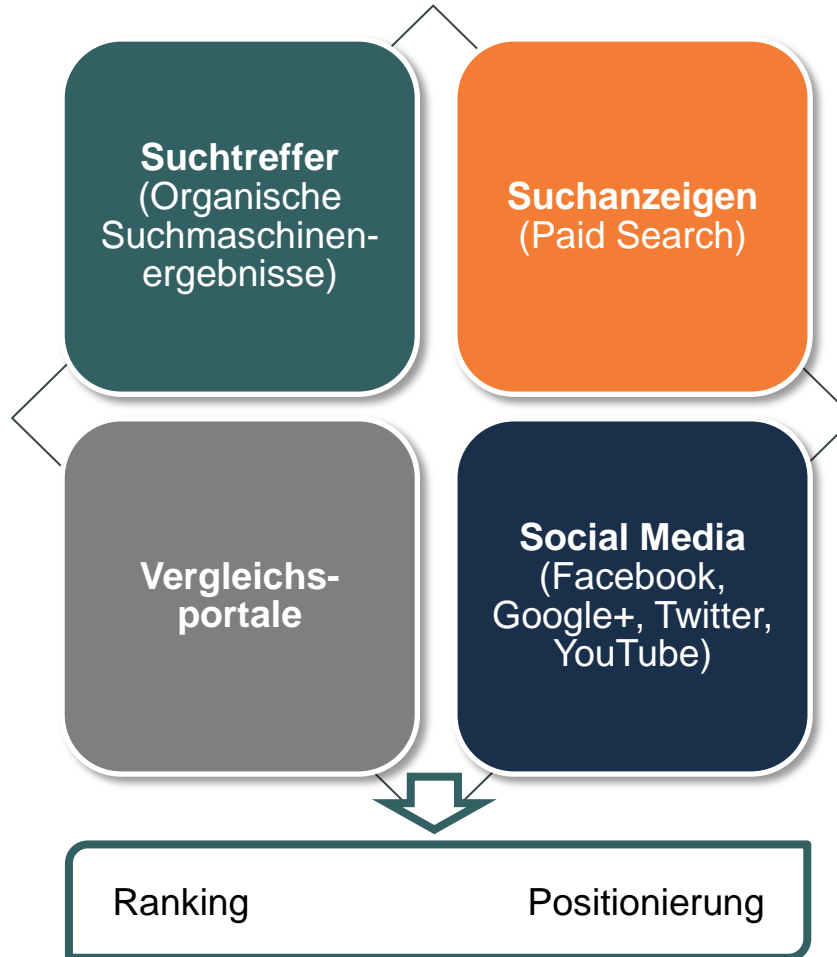 Suchtreffer
(Organische
Suchmaschinen-
ergebnisse)
Suchanzeigen
(Paid Search)
Vergleichs-
portale
Social Media
(Facebook,
Google+, Twitter,
YouTube)
Ranking
Positionierung